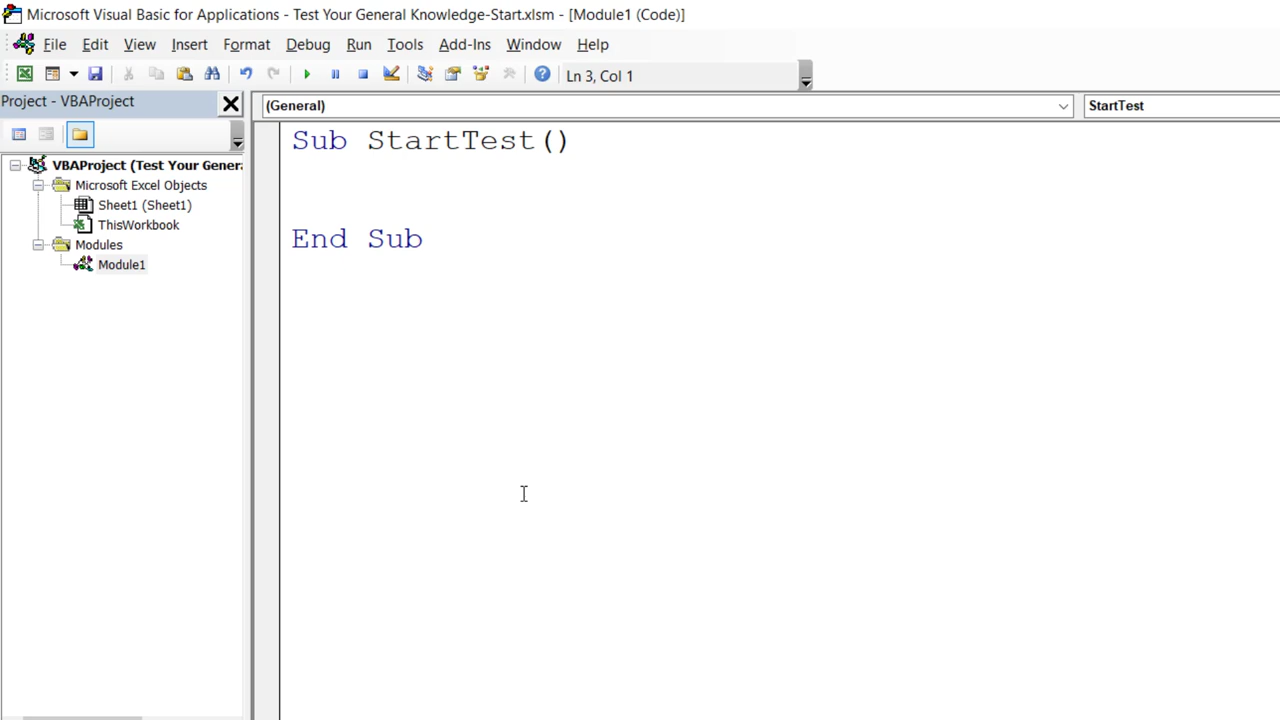 Microsoft Visual Basic for Applications - Test Your General Knowledge-Start.xlsm - [Module1 (Code)]
File Edit View Insert Format Debug Run Tools Add-Ins Window Help
Ln 3, Col 1
Project - VBAProject
(General)
StartTest
VBAProject (Test Your Genera
Microsoft Excel Objects
Sheet1 (Sheet1)
ThisWorkbook
Modules
Module1
Sub StartTest()
End Sub